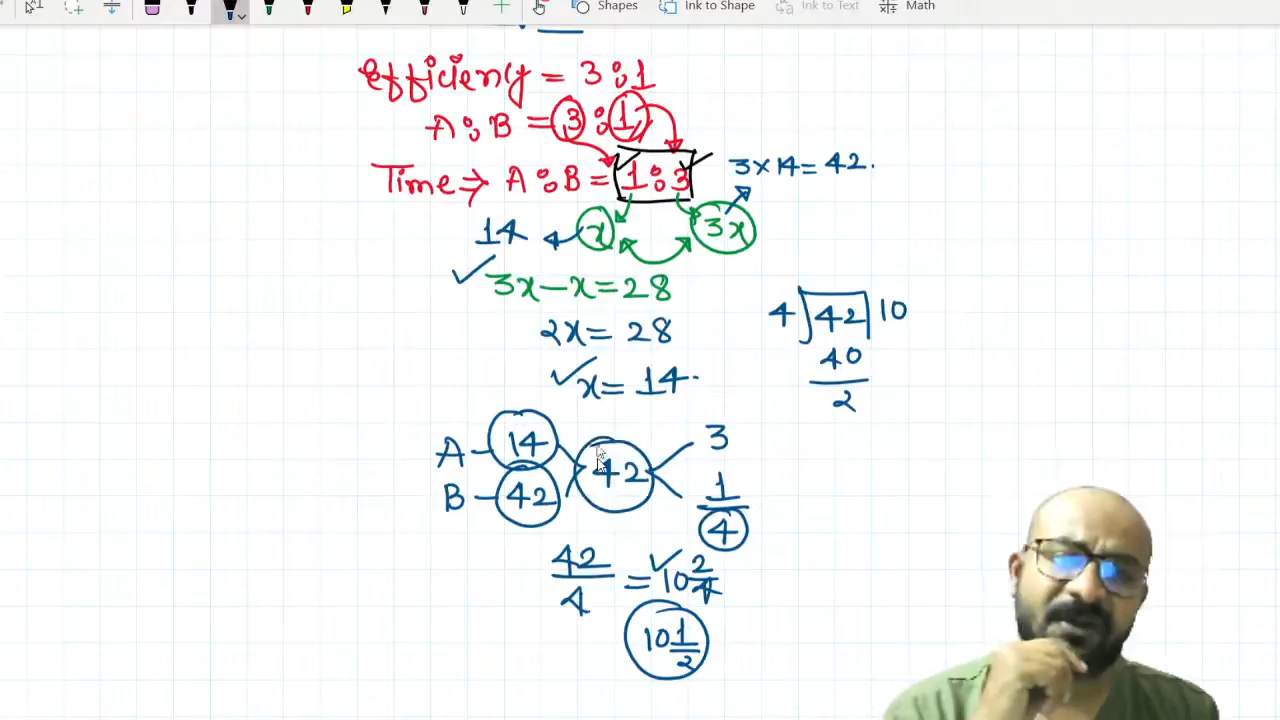 Shapes Ink to Shape Ink to Text Math
Efficiency = 3:1
A:B = 3:1
Time ⇒ A:B = 1:3
3×14=42.
14 x 3x
3x-x=28
2x= 28
x= 14.
4)42|10
40
2
A - 14
B - 42
42
3
1
4
42/4 = 10 2/4
10 1/2